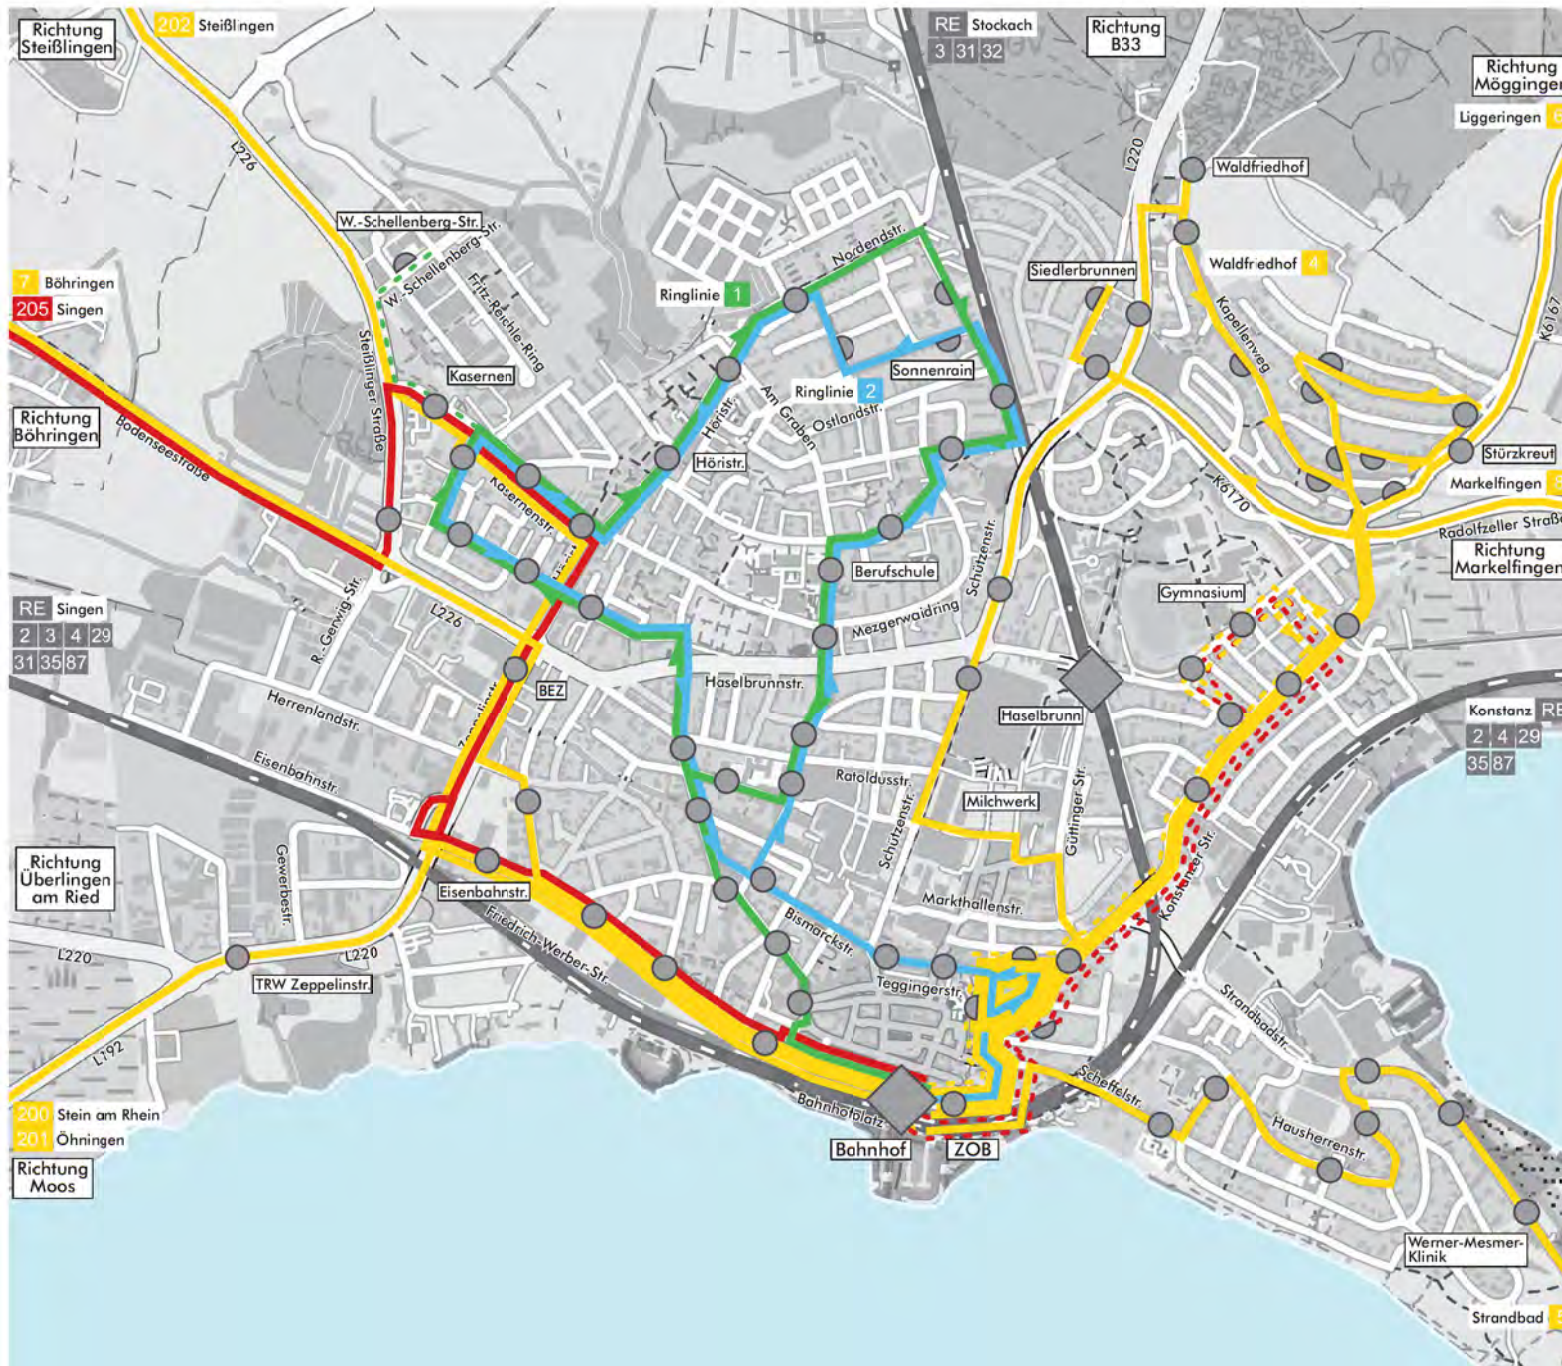 Richtung
Steißlingen
202 Steißlingen
RE Stockach
3 31 32
Richtung
B33
Richtung
Möggingen
Liggeringen
L226
L220
Waldfriedhof
W.-Schellenberg-Str.
W.-Schellenberg-Str.
Nordendstr.
Siedlerbrunnen
Waldfriedhof 4
7 Böhringen
205 Singen
Ringlinie 1
Fritz-Reichle-Ring
Kapellenweg
K6167
Steißlinger Straße
Kasernen
Sonnenrain
Ringlinie 2
Am Graben
Ostlandstr.
Höristr.
Richtung
Böhringen
Bodenseestraße
Höristr.
Stürzkreut
Markelfingen
K6170
Kasernenstr.
Radolfzeller Straße
Richtung
Markelfingen
Schützenstr.
Berufschule
Gymnasium
RE Singen
2 3 4 29
31 35 87
R.-Gerwig-Str.
L226
Mezgerwaidring
Haselbrunnstr.
BEZ
Herrenlandstr.
Zeppelinstr.
Haselbrunn
Konstanz RE
2 4 29
35 87
Eisenbahnstr.
Ratoldusstr.
Milchwerk
Güttinger Str.
Schützenstr.
Konstanzer Str.
Richtung
Überlingen
am Ried
Gewerbestr.
Eisenbahnstr.
Markthallenstr.
Bismarckstr.
Friedrich-Werber-Str.
L220
L220
TRW Zeppelinstr.
Teggingerstr.
Strandbadstr.
L192
Scheffelstr.
200 Stein am Rhein
201 Öhningen
Bahnhofplatz
Hausherrenstr.
Richtung
Moos
Bahnhof
ZOB
Werner-Mesmer-
Klinik
Strandbad 5